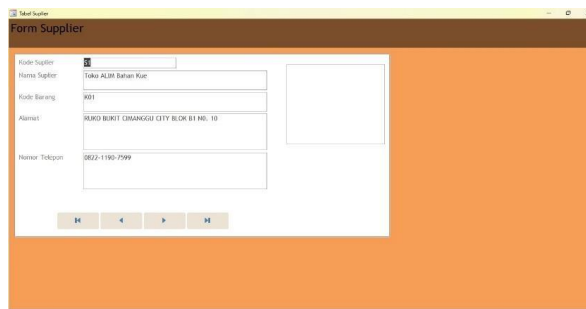 Tabel Suplier
Form Supplier
Kode Suplier S1
Nama Suplier Toko ALIM Bahan Kue
Kode Barang K01
Alamat RUKO BUKIT CIMANGGU CITY BLOK B1 NO. 10
Nomor Telepon 0822-1190-7599